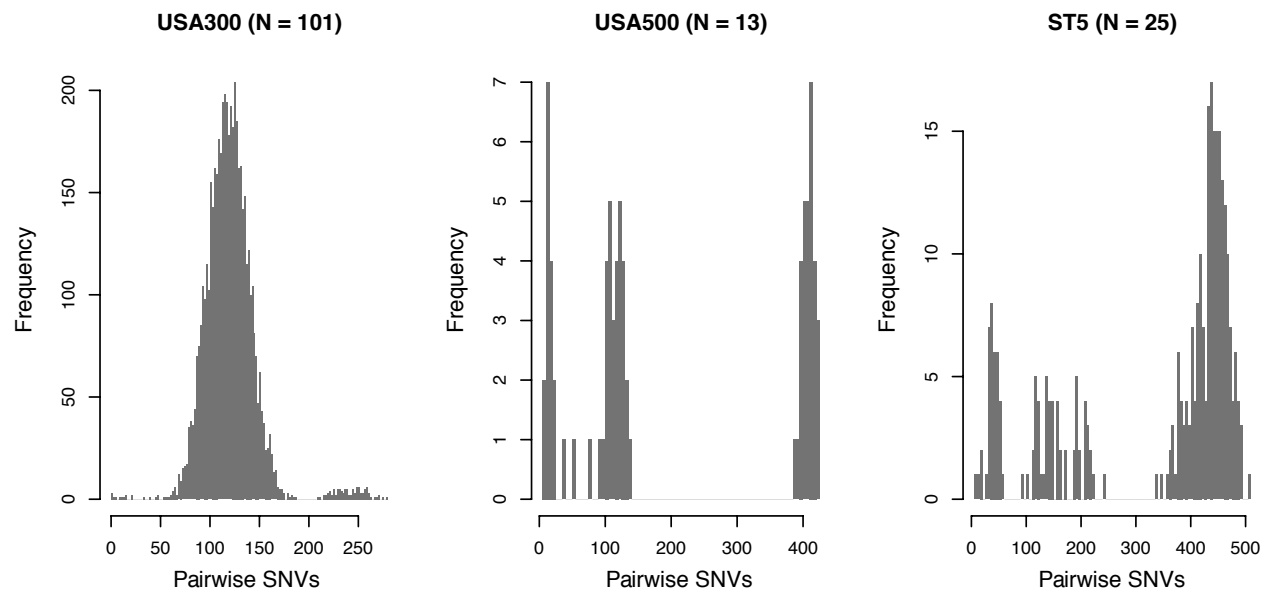 USA300 (N = 101)
Frequency
200
150
100
50
0
0 50 100 150 200 250
Pairwise SNVs
USA500 (N = 13)
Frequency
7
6
5
4
3
2
1
0
0 100 200 300 400
Pairwise SNVs
ST5 (N = 25)
Frequency
15
10
5
0
0 100 200 300 400 500
Pairwise SNVs